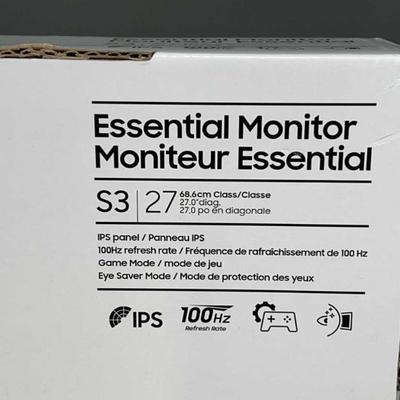 Essential Monitor
Moniteur Essential
S3 27
68.6cm Class/Classe
27.0"diag.
27,0 po en diagonale
IPS panel / Panneau IPS
100Hz refresh rate / Fréquence de rafraîchissement de 100 Hz
Game Mode / mode de jeu
Eye Saver Mode / Mode de protection des yeux
IPS
100Hz
Refresh Rate